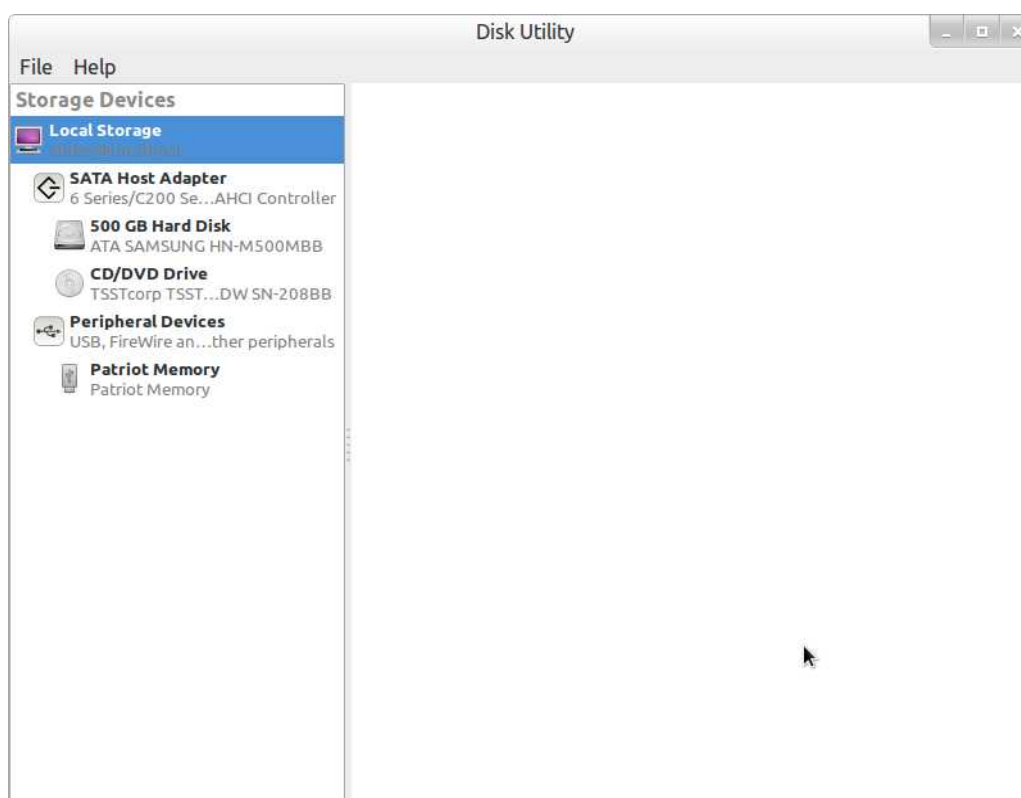 Disk Utility
File Help
Storage Devices
Local Storage
SATA Host Adapter
6 Series/C200 Se...AHCI Controller
500 GB Hard Disk
ATA SAMSUNG HN-M500MBB
CD/DVD Drive
TSSTcorp TSST...DW SN-208BB
Peripheral Devices
USB, FireWire an...ther peripherals
Patriot Memory
Patriot Memory